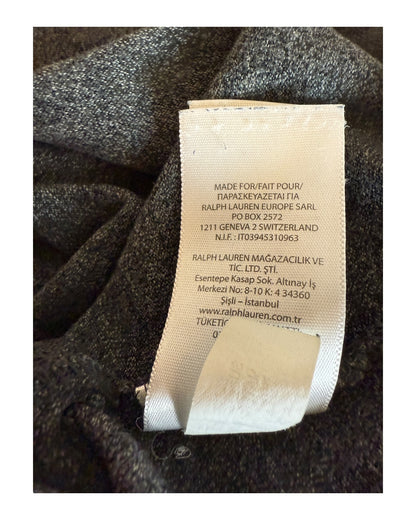 MADE FOR/FAIT POUR/
ΠΑΡΑΣΚΕΥΑΖΕΤΑΙ ΓΙΑ
RALPH LAUREN EUROPE SARL
PO BOX 2572
1211 GENEVA 2 SWITZERLAND
N.I.F. : IT03945310963
RALPH LAUREN MAĞAZACILIK VE
TİC. LTD. ŞTİ.
Esentepe Kasap Sok. Altınay İş
Merkezi No: 8-10 K: 4 34360
Şişli - İstanbul
www.ralphlauren.com.tr